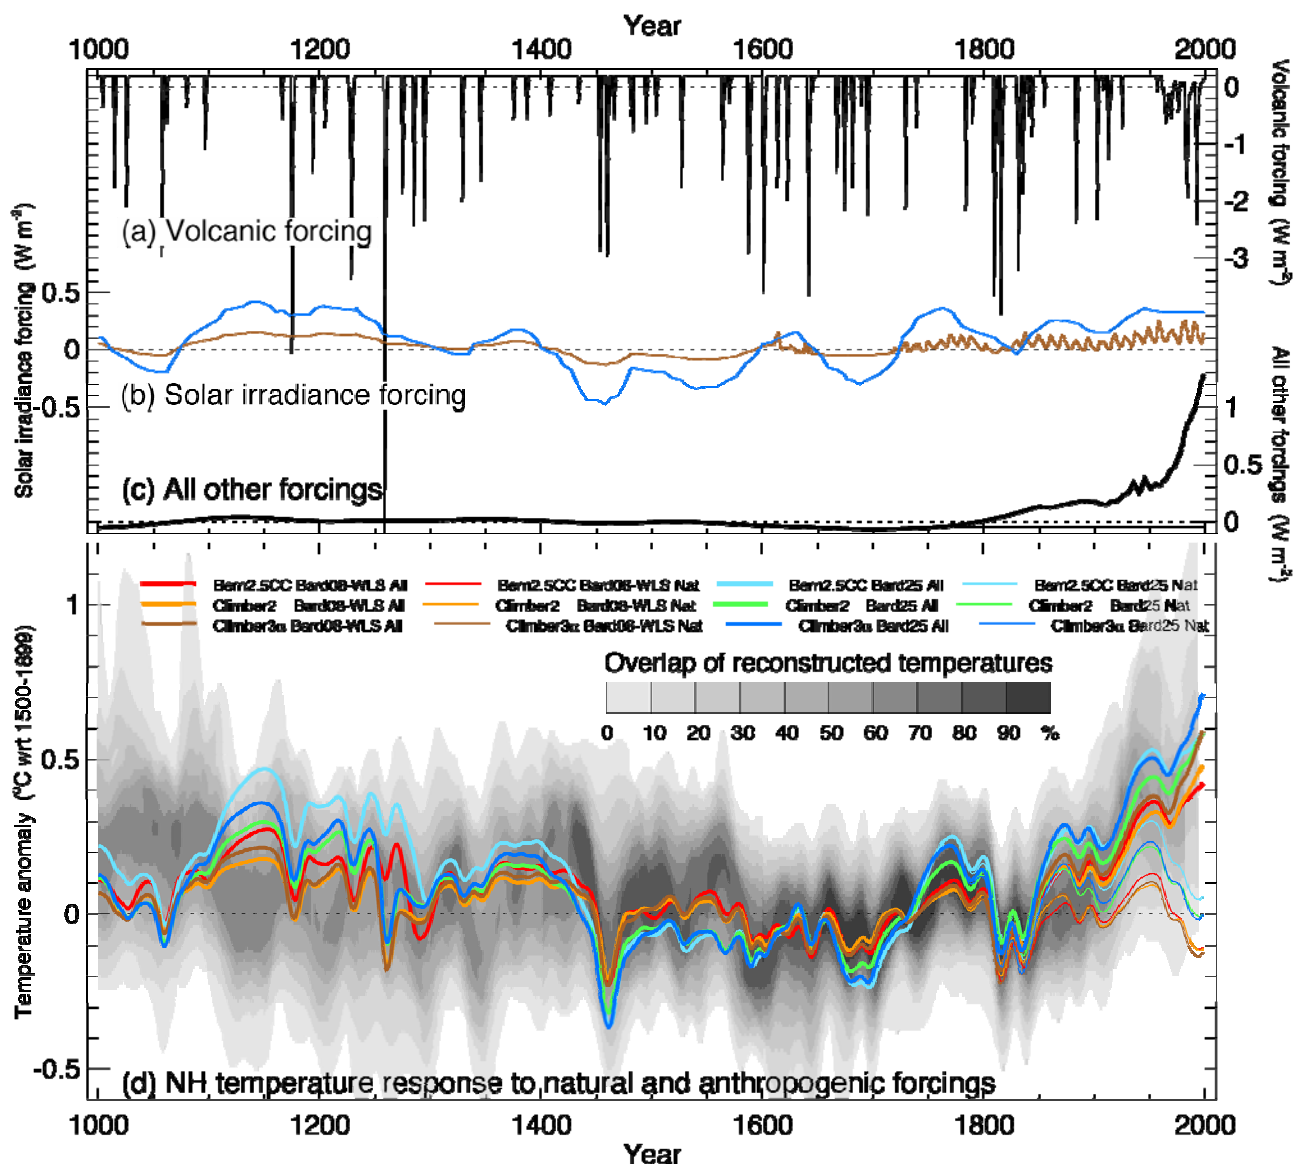 Year
1000 1200 1400 1600 1800 2000
0
-1
-2
-3
Volcanic forcing (W m-2)
(a) Volcanic forcing
Solar irradiance forcing (W m-2)
0.5
0
-0.5
(b) Solar irradiance forcing
All other forcings (W m-2)
1
0.5
0
(c) All other forcings
Bern2.5CC Bard08-WLS All Bern2.5CC Bard08-WLS Nat Bern2.5CC Bard25 All Bern2.5CC Bard25 Nat
Climber2 Bard08-WLS All Climber2 Bard08-WLS Nat Climber2 Bard25 All Climber2 Bard25 Nat
Climber3α Bard08-WLS All Climber3α Bard08-WLS Nat Climber3α Bard25 All Climber3α Bard25 Nat
Overlap of reconstructed temperatures
0 10 20 30 40 50 60 70 80 90 %
Temperature anomaly (°C wrt 1500-1899)
1
0.5
0
-0.5
(d) NH temperature response to natural and anthropogenic forcings
1000 1200 1400 1600 1800 2000
Year